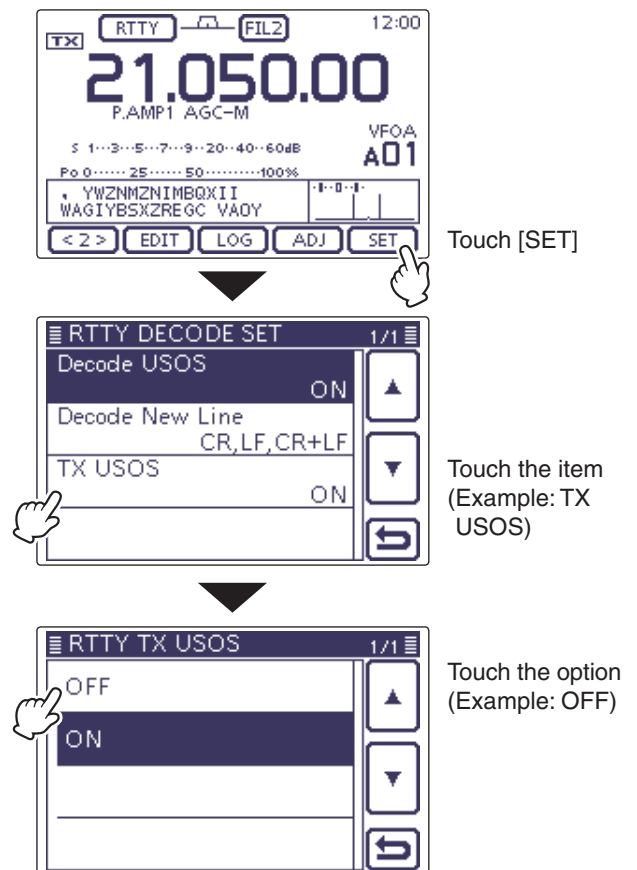 RTTY FIL2 12:00
TX
21.050.00
P.AMP1 AGC-M
VFOA
A01
S 1···3···5···7···9··20··40··60dB
Po 0······25······50··········100%
, YWZNMZNIMBQXII
WAGIYBSXZREGC VAOY
·I··0··I·
<2> EDIT LOG ADJ SET
Touch [SET]
RTTY DECODE SET 1/1
Decode USOS
ON
Decode New Line
CR,LF,CR+LF
TX USOS
ON
Touch the item
(Example: TX
USOS)
RTTY TX USOS 1/1
OFF
ON
Touch the option
(Example: OFF)